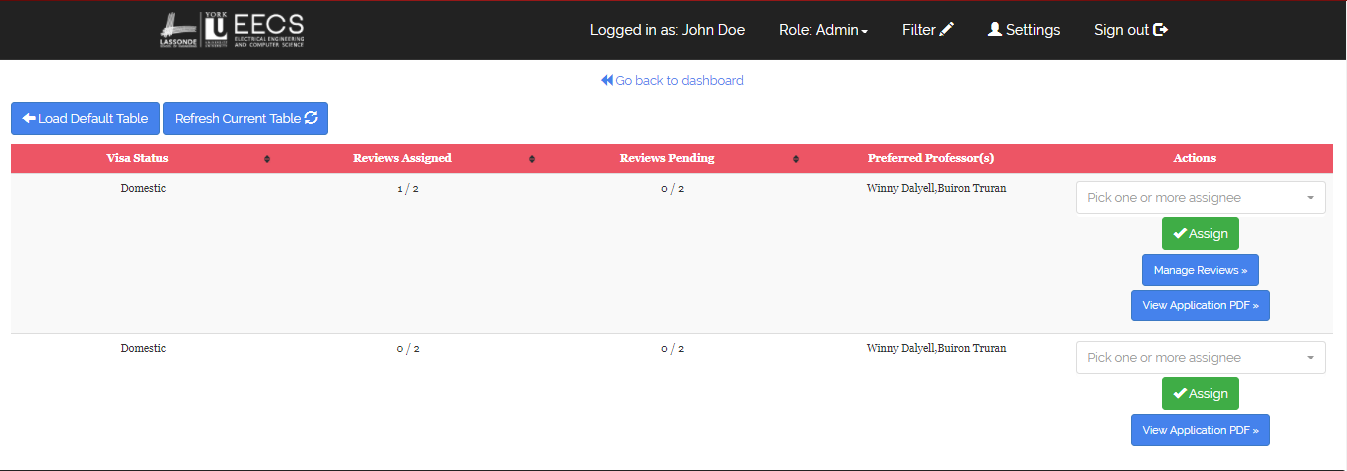 LASSONDE
YORK
U
EECS
ELECTRICAL ENGINEERING
AND COMPUTER SCIENCE
Logged in as: John Doe
Role: Admin
Filter
Settings
Sign out
Go back to dashboard
Load Default Table
Refresh Current Table
Visa Status
Reviews Assigned
Reviews Pending
Preferred Professor(s)
Actions
Domestic
1 / 2
0 / 2
Winny Dalyell,Buiron Truran
Pick one or more assignee
Assign
Manage Reviews »
View Application PDF »
Domestic
0 / 2
0 / 2
Winny Dalyell,Buiron Truran
Pick one or more assignee
Assign
View Application PDF »